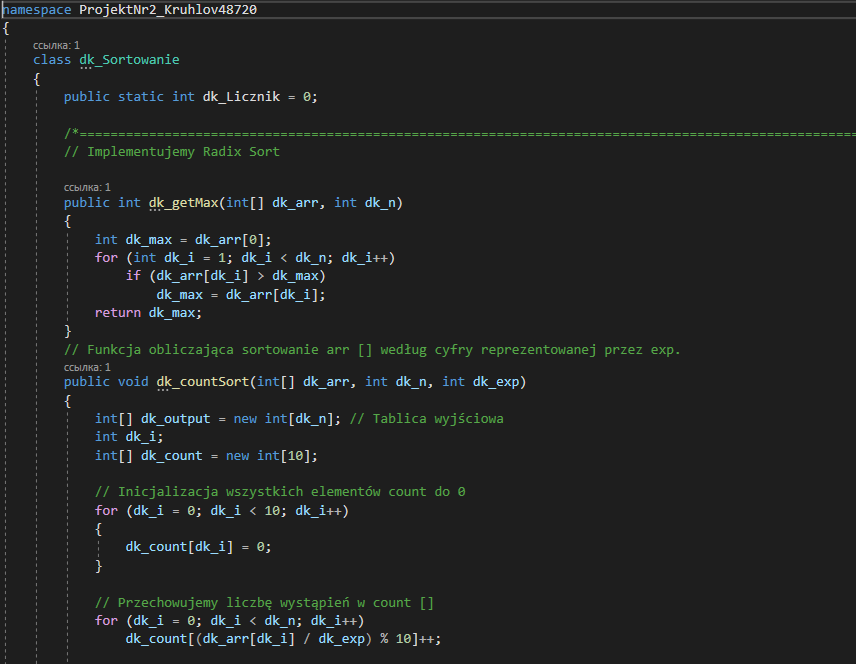 namespace ProjektNr2_Kruhlov48720
{
ссылка: 1
class dk_Sortowanie
{
public static int dk_Licznik = 0;
/*====================================================================================================
// Implementujemy Radix Sort
ссылка: 1
public int dk_getMax(int[] dk_arr, int dk_n)
{
int dk_max = dk_arr[0];
for (int dk_i = 1; dk_i < dk_n; dk_i++)
if (dk_arr[dk_i] > dk_max)
dk_max = dk_arr[dk_i];
return dk_max;
}
// Funkcja obliczająca sortowanie arr [] według cyfry reprezentowanej przez exp.
ссылка: 1
public void dk_countSort(int[] dk_arr, int dk_n, int dk_exp)
{
int[] dk_output = new int[dk_n]; // Tablica wyjściowa
int dk_i;
int[] dk_count = new int[10];
// Inicjalizacja wszystkich elementów count do 0
for (dk_i = 0; dk_i < 10; dk_i++)
{
dk_count[dk_i] = 0;
}
// Przechowujemy liczbę wystąpień w count []
for (dk_i = 0; dk_i < dk_n; dk_i++)
dk_count[(dk_arr[dk_i] / dk_exp) % 10]++;